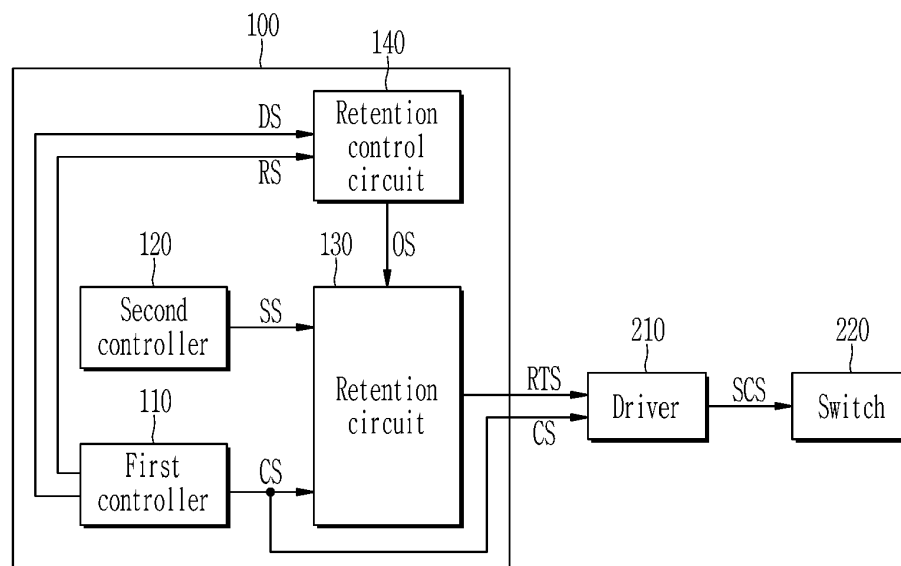 100
140
DS
RS
Retention
control
circuit
OS
120
130
Second
controller
SS
Retention
circuit
210
220
RTS
CS
Driver
SCS
Switch
110
First
controller
CS